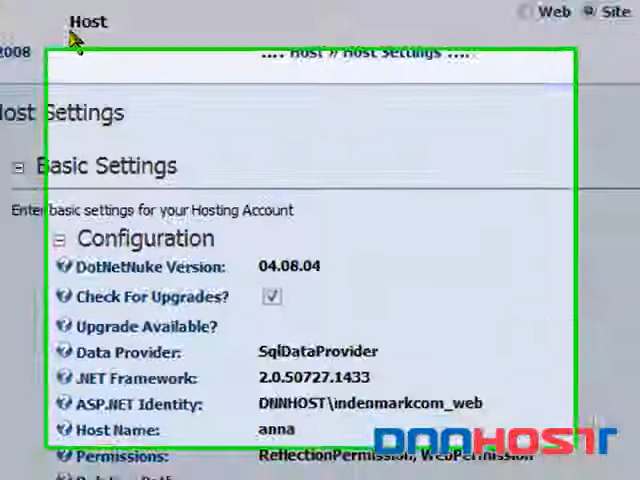 Host
Web Site
2008 .... Host // Host Settings ....
Host Settings
Basic Settings
Enter basic settings for your Hosting Account
Configuration
DotNetNuke Version: 04.08.04
Check For Upgrades?
Upgrade Available?
Data Provider: SqlDataProvider
.NET Framework: 2.0.50727.1433
ASP.NET Identity: DNNHOST\indenmarkcom_web
Host Name: anna
Permissions: ReflectionPermission, WebPermission
DNNHOST